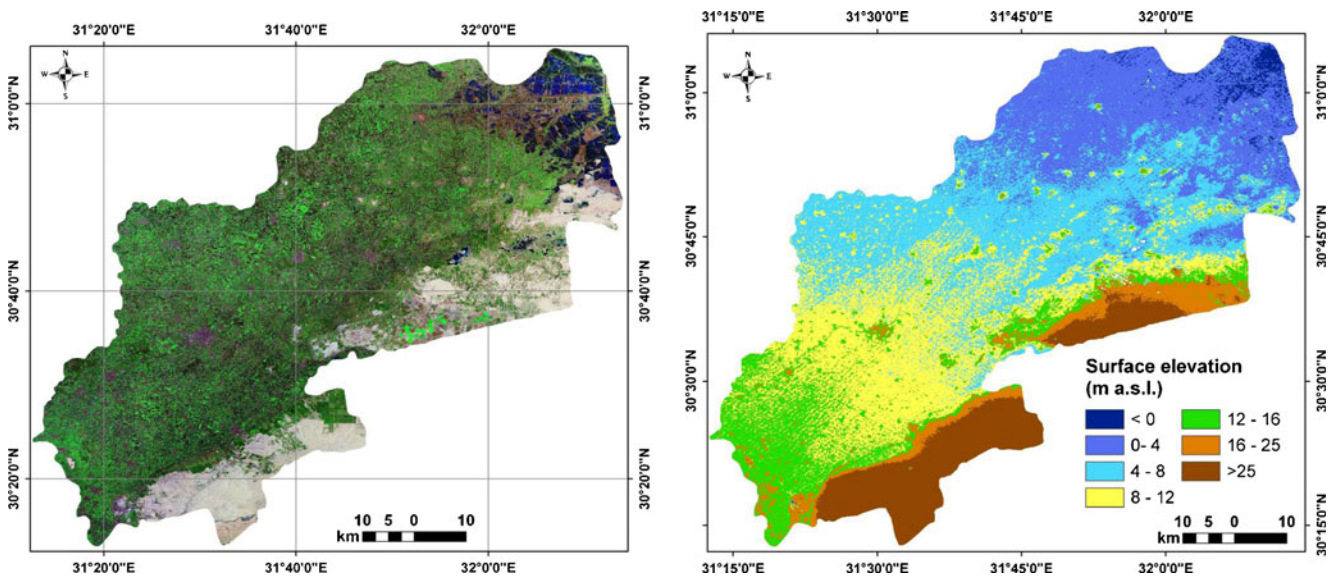 31°20'0"E 31°40'0"E 32°0'0"E
N
W E
S
31°0'0"N 31°0'0"N
30°40'0"N 30°40'0"N
30°20'0"N 30°20'0"N
10 5 0 10
km
31°20'0"E 31°40'0"E 32°0'0"E
31°15'0"E 31°30'0"E 31°45'0"E 32°0'0"E
N
W E
S
31°0'0"N 31°0'0"N
30°45'0"N 30°45'0"N
30°30'0"N 30°30'0"N
Surface elevation
(m a.s.l.)
< 0 12 - 16
0- 4 16 - 25
4 - 8 >25
8 - 12
30°15'0"N 30°15'0"N
10 5 0 10
km
31°15'0"E 31°30'0"E 31°45'0"E 32°0'0"E